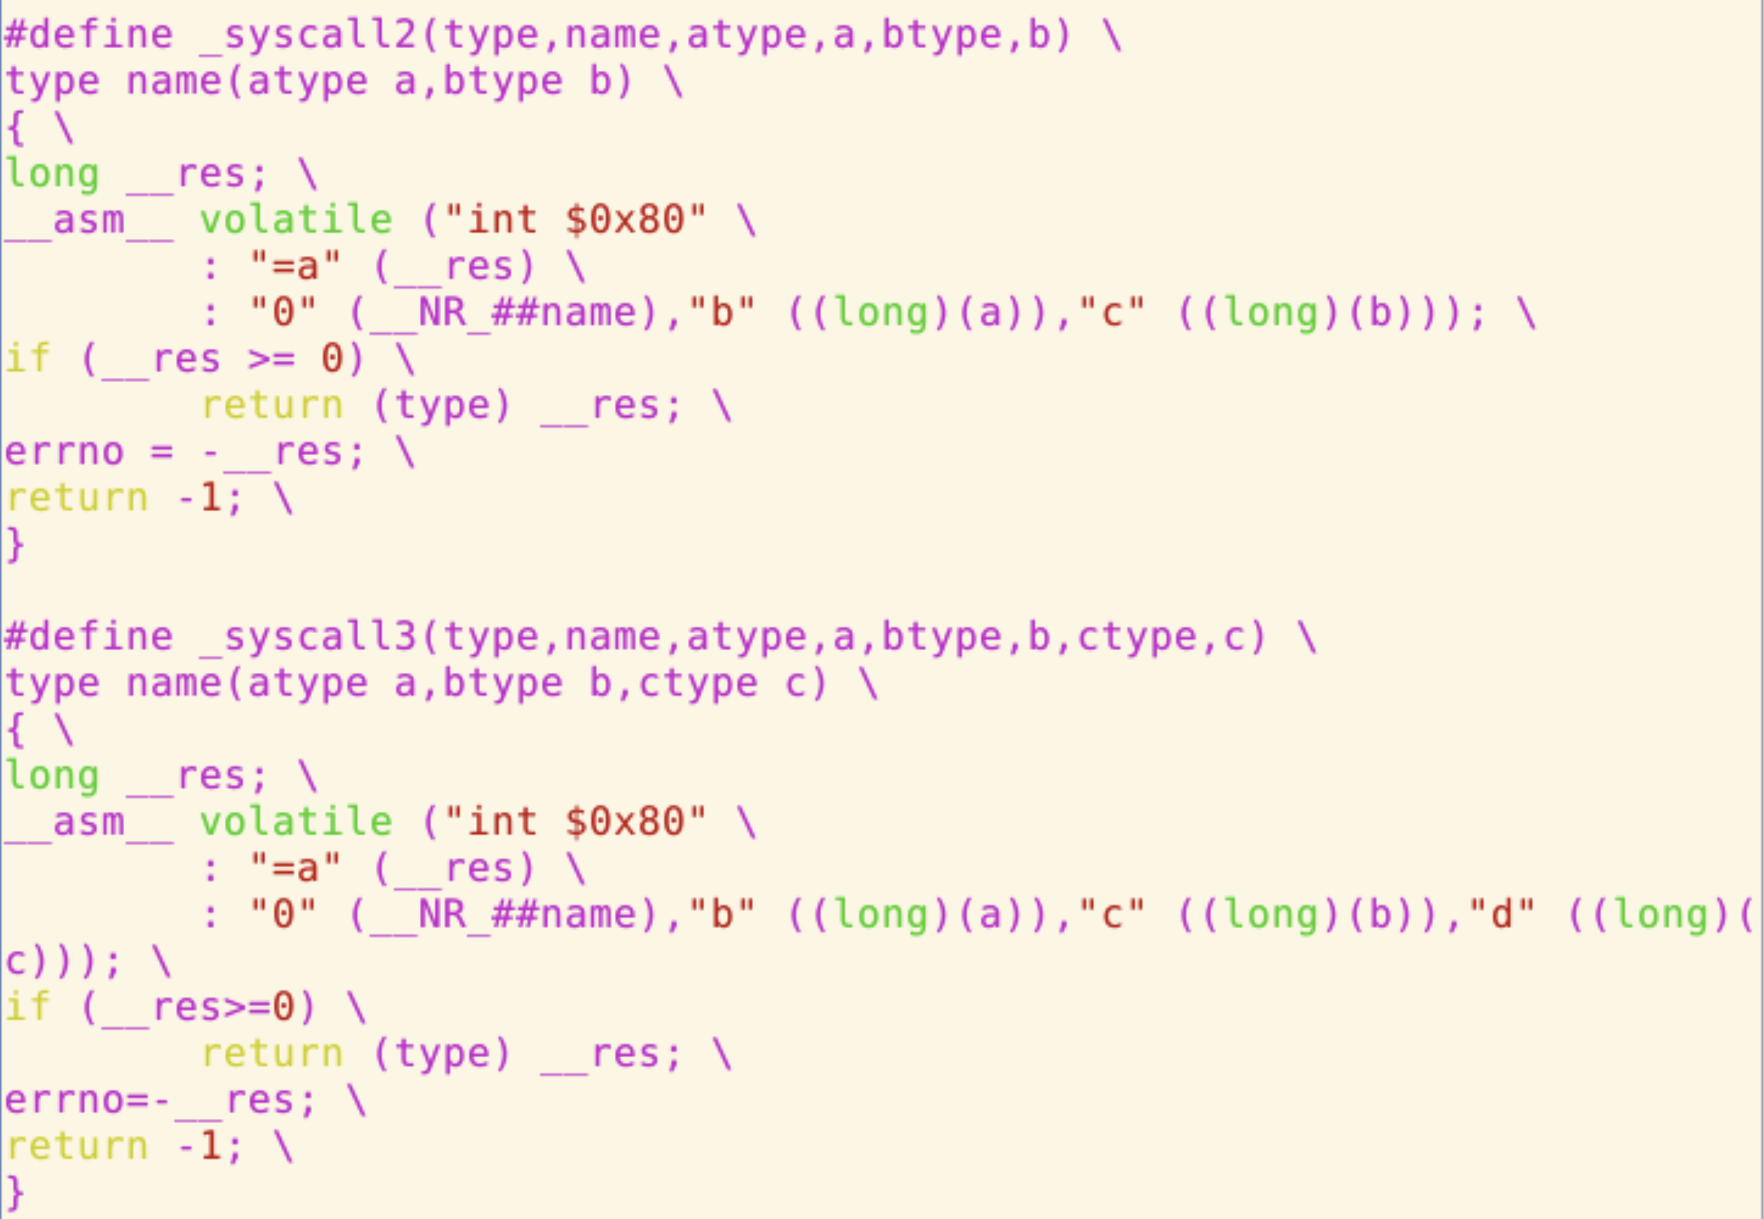 #define _syscall2(type,name,atype,a,btype,b) \
type name(atype a,btype b) \
{ \
long __res; \
__asm__ volatile ("int $0x80" \
        : "=a" (__res) \
        : "0" (__NR_##name),"b" ((long)(a)),"c" ((long)(b))); \
if (__res >= 0) \
        return (type) __res; \
errno = -__res; \
return -1; \
}

#define _syscall3(type,name,atype,a,btype,b,ctype,c) \
type name(atype a,btype b,ctype c) \
{ \
long __res; \
__asm__ volatile ("int $0x80" \
        : "=a" (__res) \
        : "0" (__NR_##name),"b" ((long)(a)),"c" ((long)(b)),"d" ((long)(
c))); \
if (__res>=0) \
        return (type) __res; \
errno=-__res; \
return -1; \
}